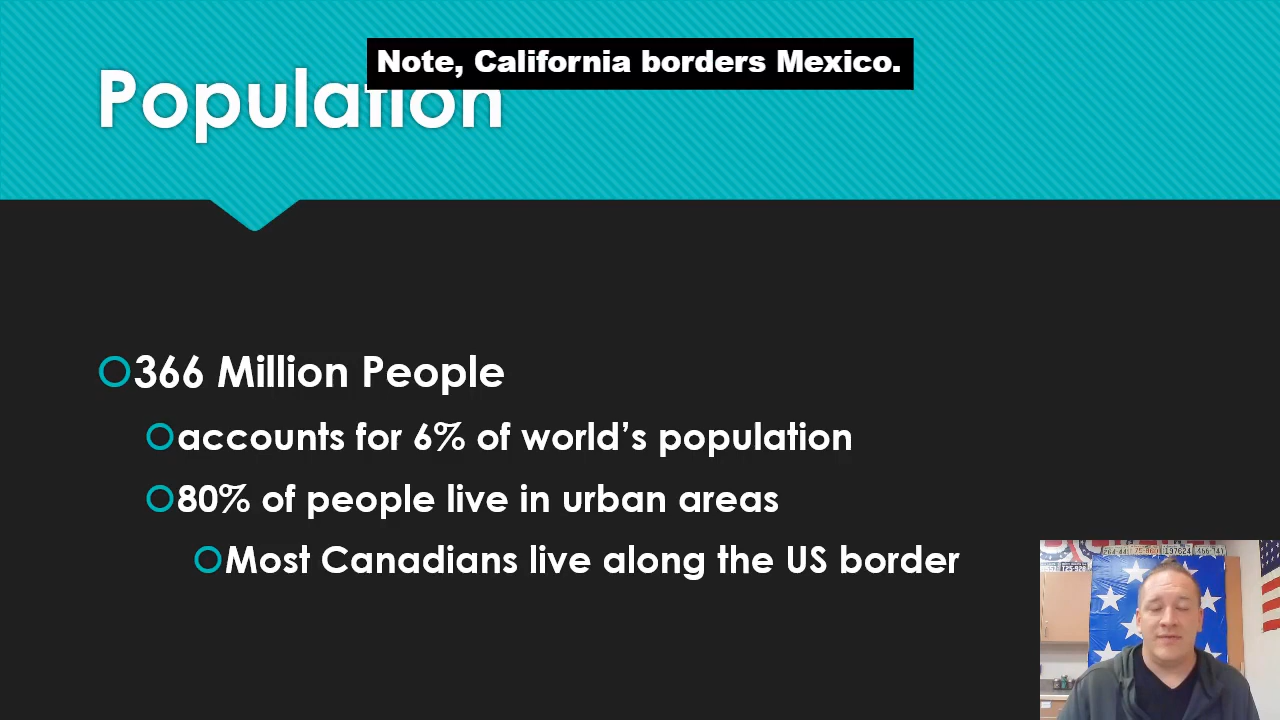 Note, California borders Mexico.
Population
366 Million People
accounts for 6% of world's population
80% of people live in urban areas
Most Canadians live along the US border